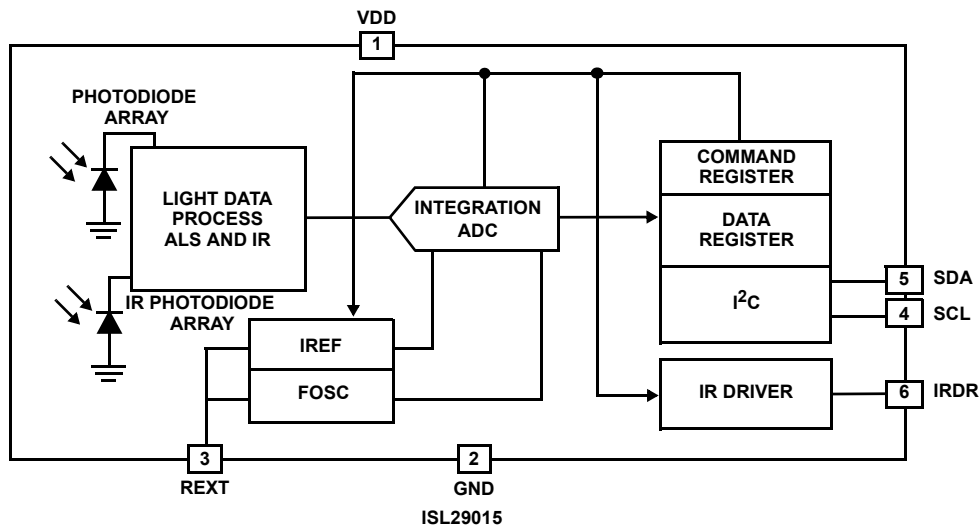 VDD
1
PHOTODIODE
ARRAY
LIGHT DATA
PROCESS
ALS AND IR
INTEGRATION
ADC
COMMAND
REGISTER
DATA
REGISTER
I²C
5 SDA
4 SCL
IR PHOTODIODE
ARRAY
IREF
FOSC
IR DRIVER
6 IRDR
3
REXT
2
GND
ISL29015